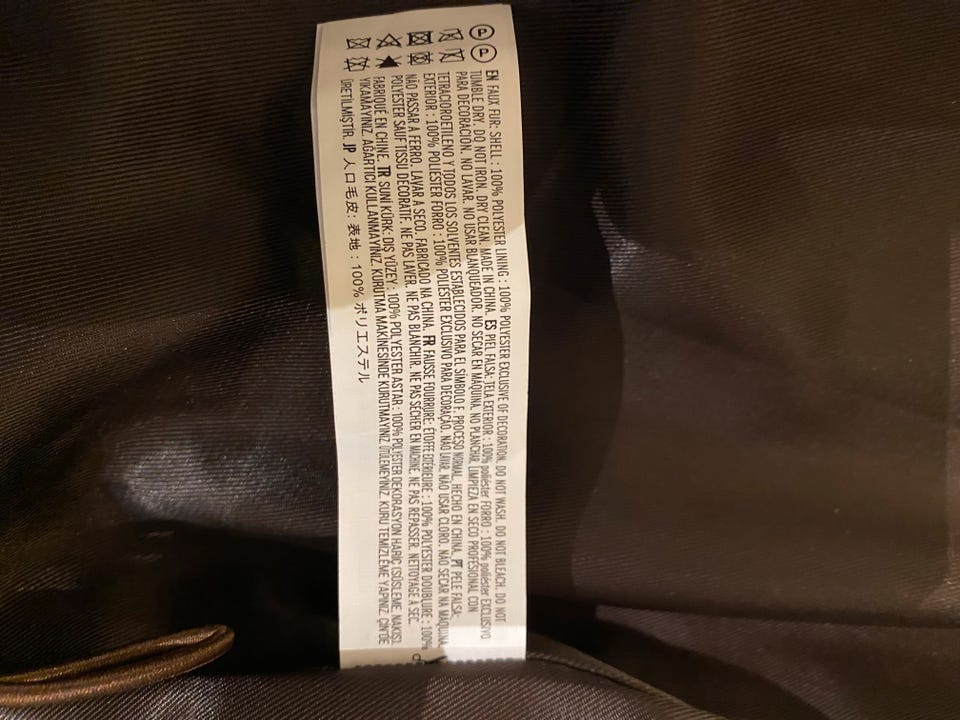 P
P
EN FAUX FUR: SHELL : 100% POLYESTER LINING : 100% POLYESTER EXCLUSIVE OF DECORATION. DO NOT WASH. DO NOT BLEACH. DO NOT
TUMBLE DRY. DO NOT IRON. DRY CLEAN. MADE IN CHINA. ES PIEL FALSA: TELA EXTERIOR : 100% poliéster FORRO : 100% poliéster EXCLUSIVO
PARA DECORACION. NO LAVAR. NO USAR BLANQUEADOR. NO SECAR EN MAQUINA. NO PLANCHAR. LIMPIEZA EN SECO PROFESIONAL CON
TETRACLOROETILENO Y TODOS LOS SOLVENTES ESTABLECIDOS PARA EL SÍMBOLO F. PROCESO NORMAL. HECHO EN CHINA. PT PELE FALSA:
EXTERIOR : 100% POLIÉSTER FORRO : 100% POLIÉSTER EXCLUSIVO PARA DECORAÇÃO. NÃO LAVAR. NÃO USAR CLORO. NÃO SECAR NA MÁQUINA.
NÃO PASSAR A FERRO. LAVAR A SECO. FABRICADO NA CHINA. FR FAUSSE FOURRURE: ÉTOFFE EXTÉRIEURE : 100% POLYESTER DOUBLURE : 100%
POLYESTER SAUF TISSU DECORATIF. NE PAS LAVER. NE PAS BLANCHIR. NE PAS SÉCHER EN MACHINE. NE PAS REPASSER. NETTOYAGE A SEC.
FABRIQUÉ EN CHINE. TR SUNİ KÜRK: DIŞ YÜZEY : 100% POLYESTER ASTAR : 100% POLYESTER DEKORASYON HARİÇ (SÜSLEME, NAKIŞ).
YIKAMAYINIZ. AĞARTICI KULLANMAYINIZ. KURUTMA MAKİNESİNDE KURUTMAYINIZ. ÜTÜLEMEYİNİZ. KURU TEMİZLEME YAPINIZ. ÇİN'DE
ÜRETİLMİŞTİR. JP 人口毛皮: 表地 : 100% ポリエステル